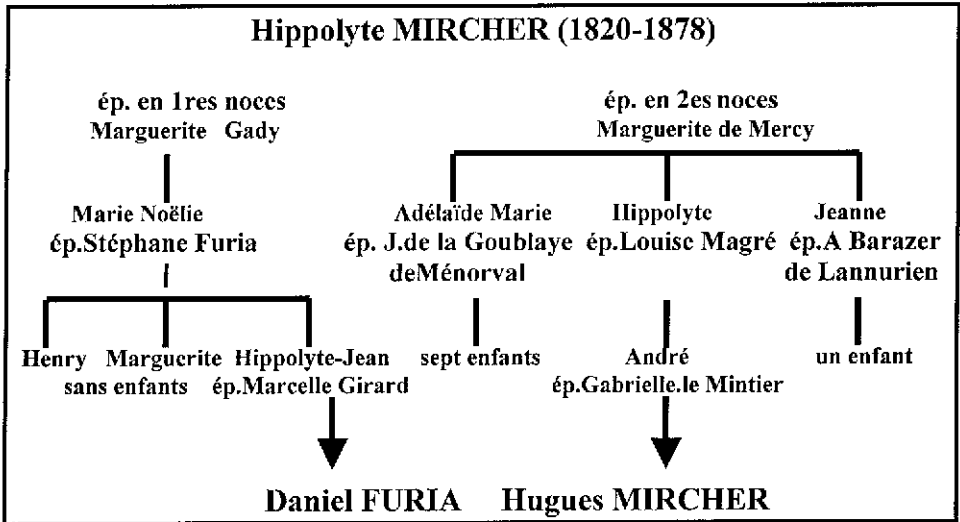 Hippolyte MIRCHER (1820-1878)
ép. en 1res noces
Marguerite Gady
ép. en 2es noces
Marguerite de Mercy
Marie Noëlie
ép.Stéphane Furia
Adélaïde Marie
ép. J.de la Goublaye
deMénorval
Hippolyte
ép.Louise Magré
Jeanne
ép.A Barazer
de Lannurien
Henry Marguerite
sans enfants
Hippolyte-Jean
ép.Marcelle Girard
sept enfants
André
ép.Gabrielle.le Mintier
un enfant
Daniel FURIA
Hugues MIRCHER